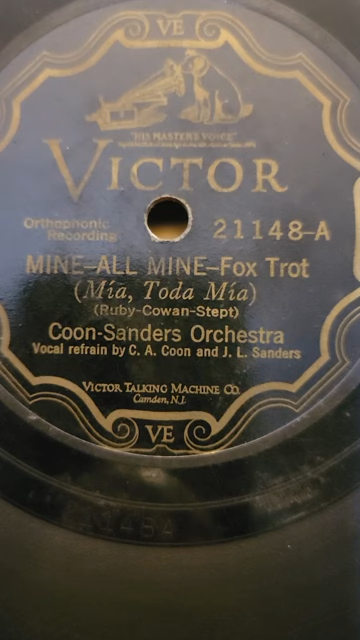 VE
"HIS MASTER'S VOICE"
VICTOR
Orthophonic
Recording
21148-A
MINE-ALL MINE-Fox Trot
(Mía, Toda Mía)
(Ruby-Cowan-Stept)
Coon-Sanders Orchestra
Vocal refrain by C. A. Coon and J. L. Sanders
VICTOR TALKING MACHINE CO.
Camden, N.J.
VE